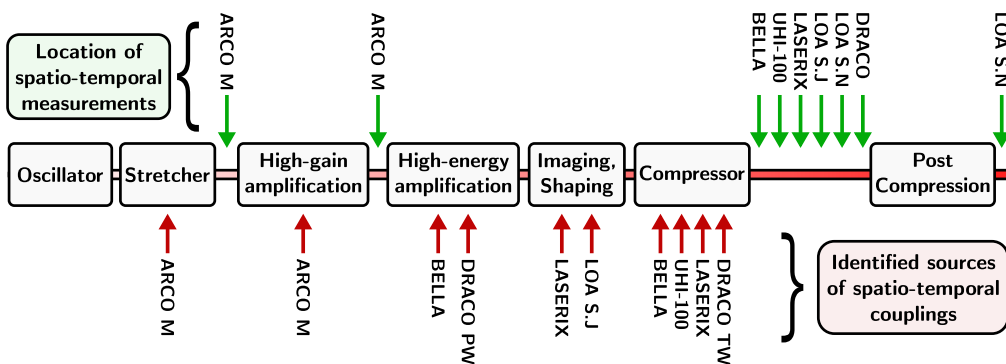 Location of
spatio-temporal
measurements
ARCO M
ARCO M
BELLA
UHI-100
LASERIX
LOA S.J
LOA S.N
DRACO
LOA S.N
Oscillator
Stretcher
High-gain
amplification
High-energy
amplification
Imaging,
Shaping
Compressor
Post
Compression
ARCO M
ARCO M
BELLA
DRACO PW
LASERIX
LOA S.J
BELLA
UHI-100
LASERIX
DRACO TW
Identified sources
of spatio-temporal
couplings